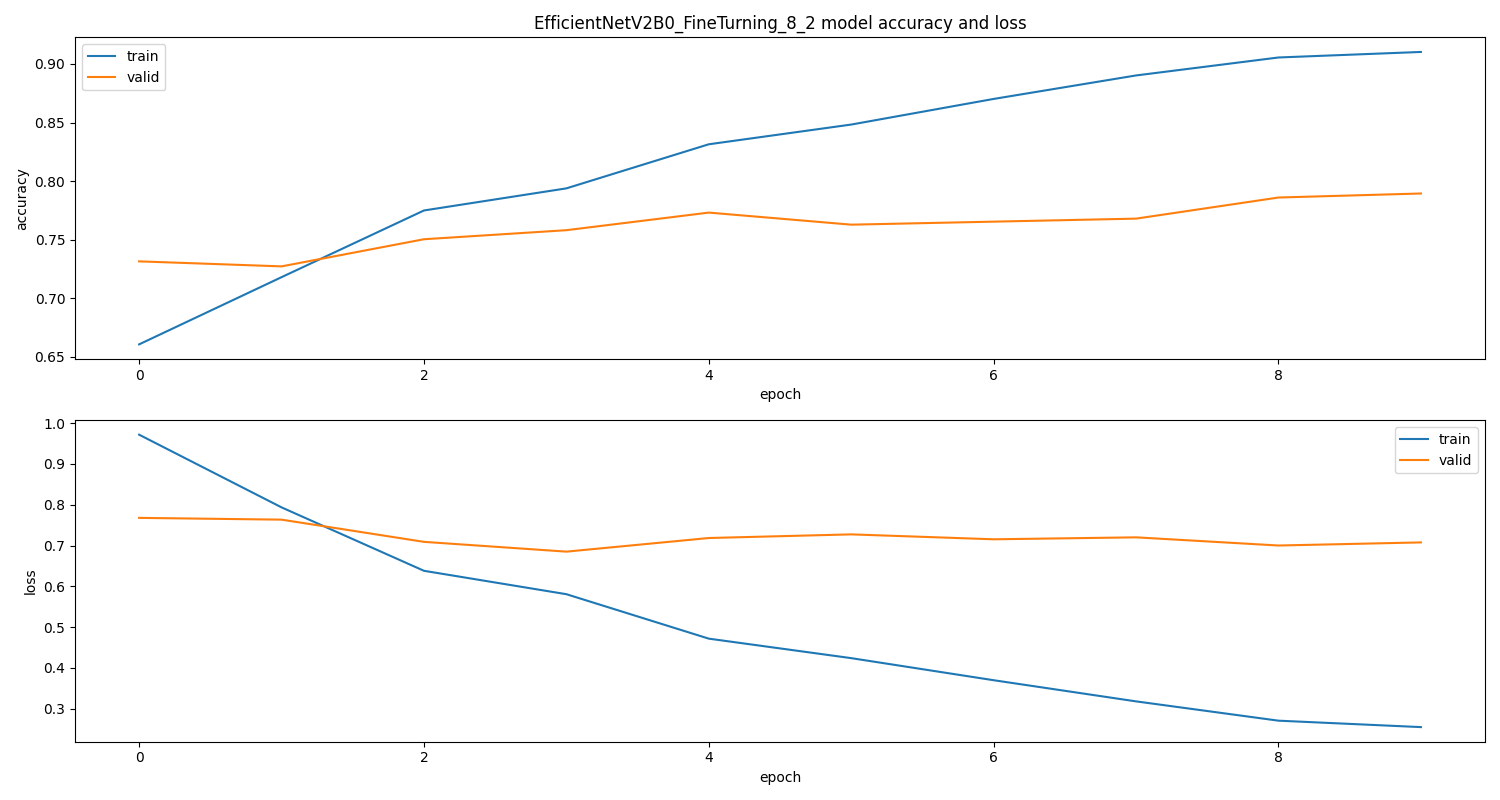 EfficientNetV2B0_FineTurning_8_2 model accuracy and loss
train
valid
accuracy
0.90
0.85
0.80
0.75
0.70
0.65
0 2 4 6 8
epoch
train
valid
loss
1.0
0.9
0.8
0.7
0.6
0.5
0.4
0.3
0 2 4 6 8
epoch